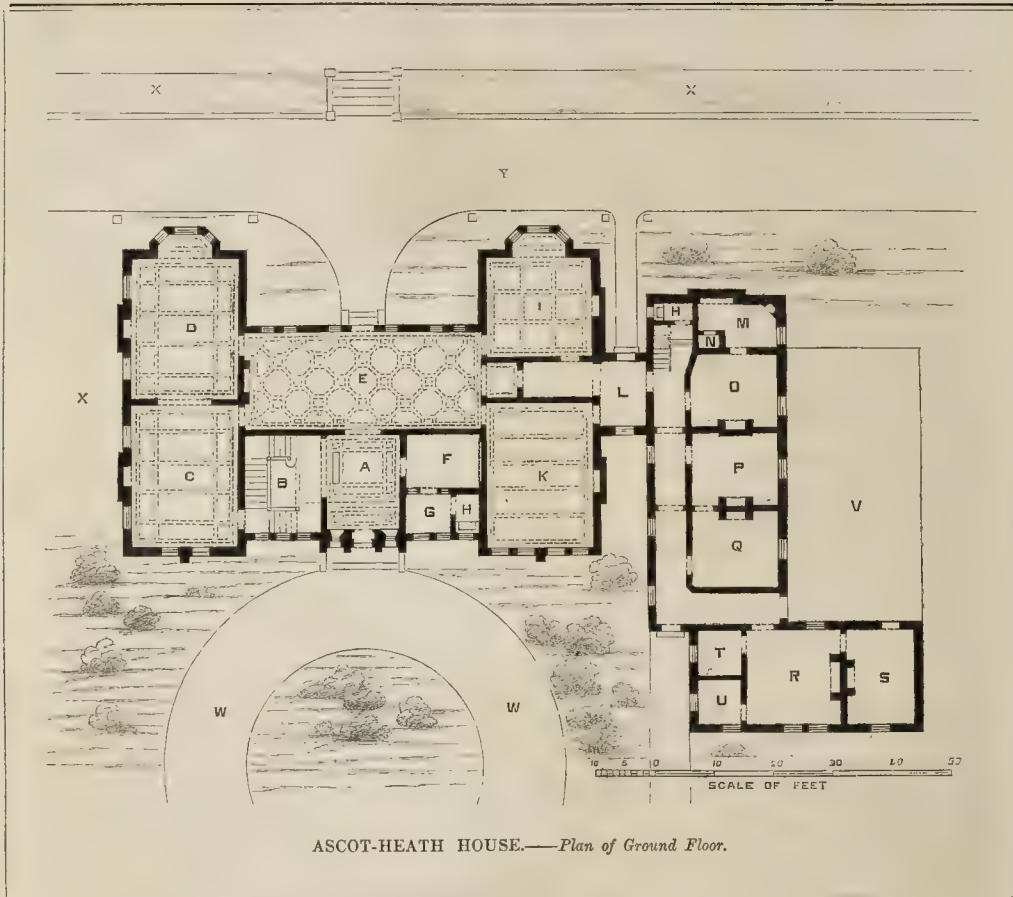 X X
Y
H M
N
D I
O
E L
X
A F P
C B K V
G H
Q
T
R S
U
W W
10 5 0 10 20 30 40 50
SCALE OF FEET
ASCOT-HEATH HOUSE.—Plan of Ground Floor.